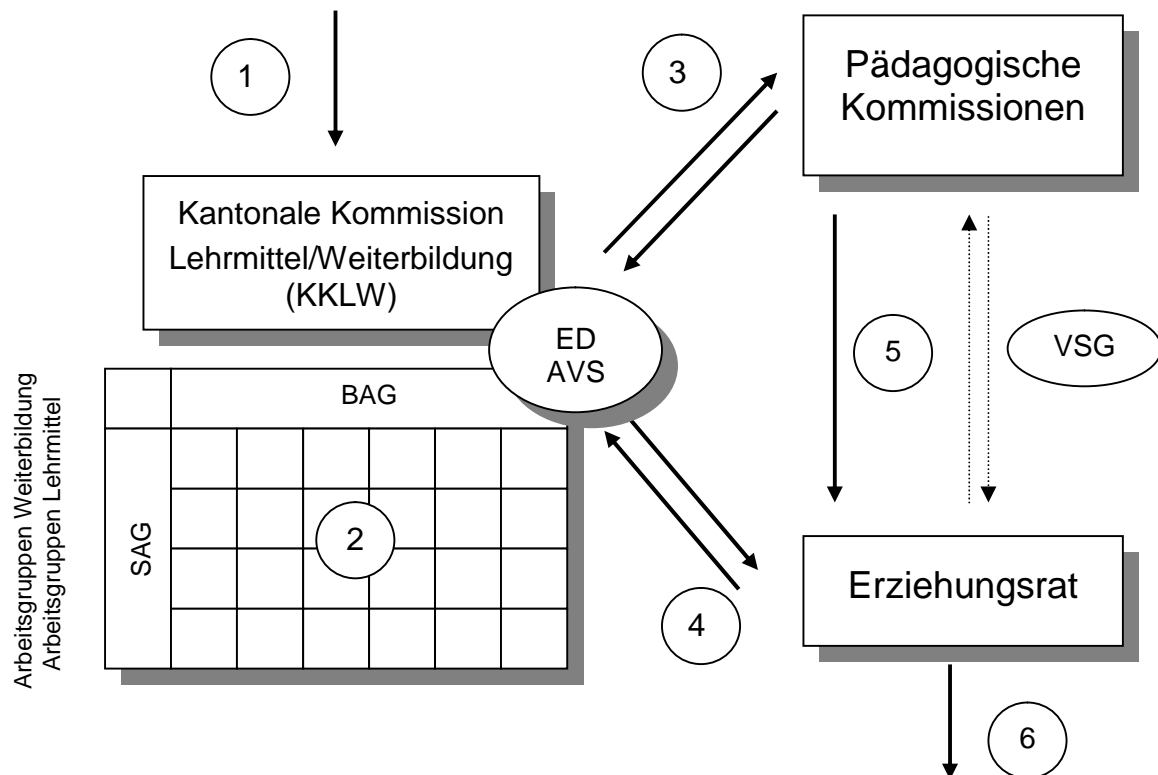 1
3
Pädagogische
Kommissionen
Kantonale Kommission
Lehrmittel/Weiterbildung
(KKLW)
ED
AVS
5
VSG
BAG
SAG
2
Arbeitsgruppen Weiterbildung
Arbeitsgruppen Lehrmittel
Erziehungsrat
4
6